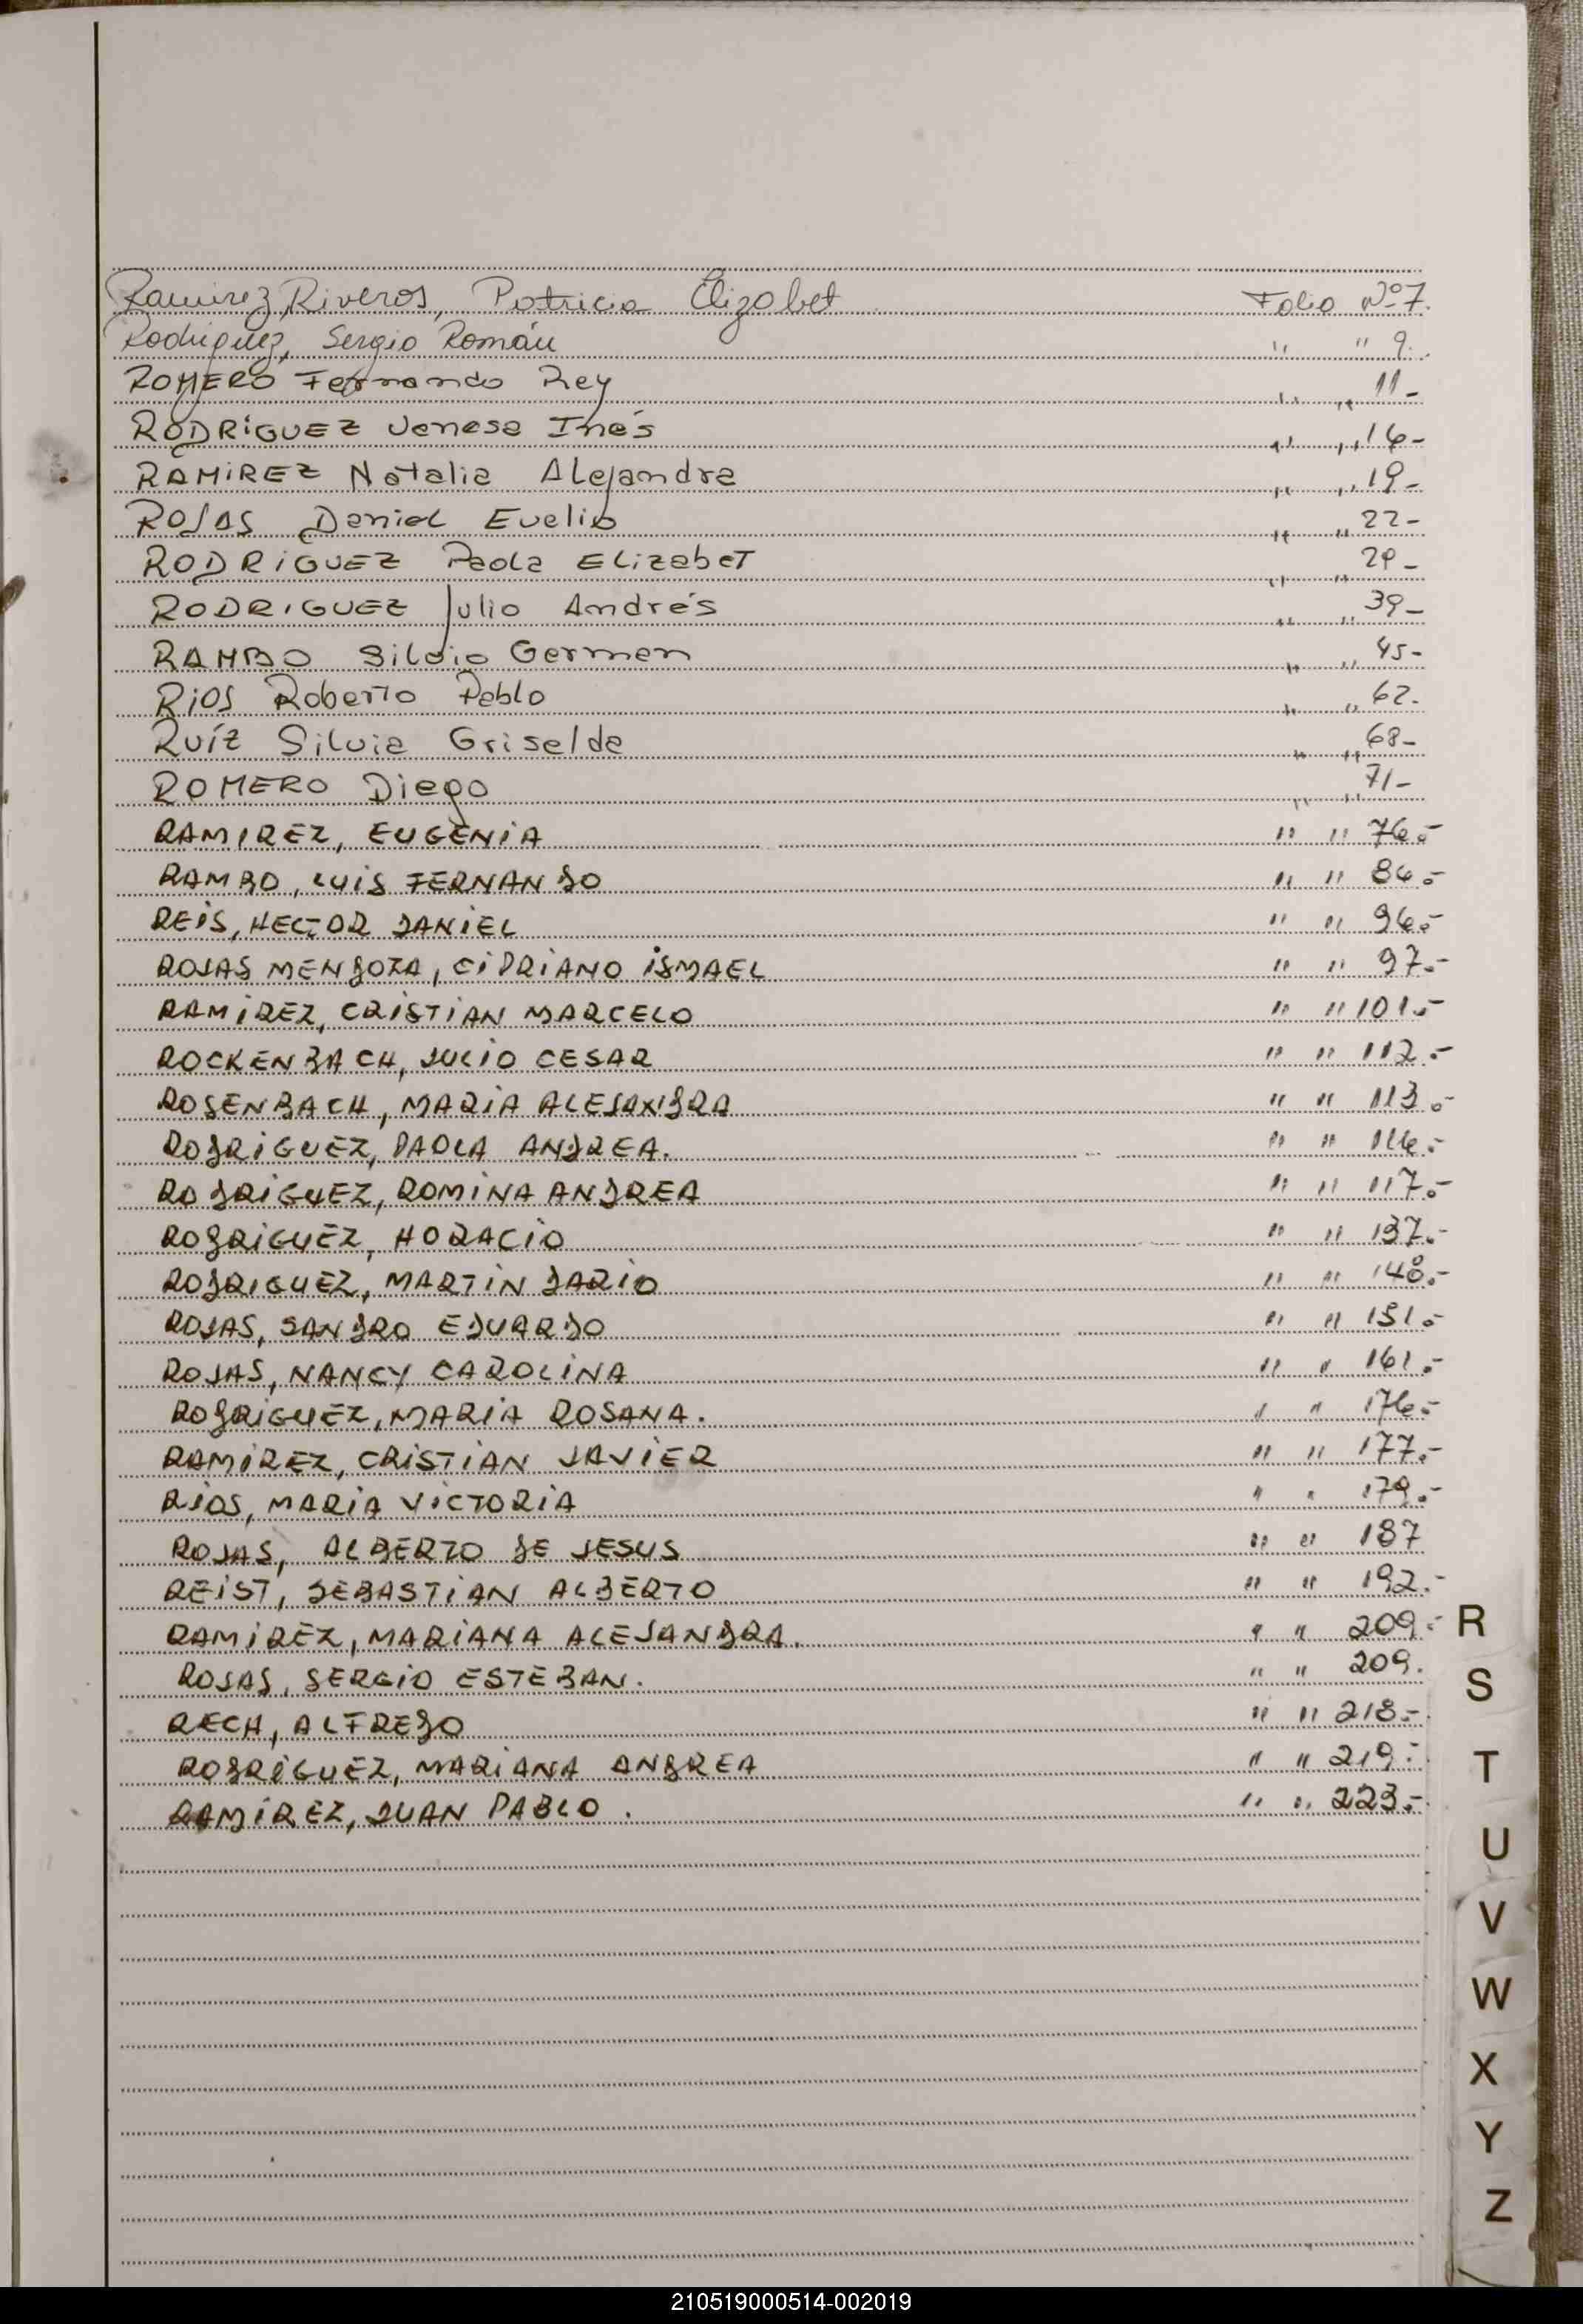 Ramirez Riveros, Patricia Elizabet Folio Nº 7.
Rodriguez, Sergio Román " " 9.
ROMERO Fernando Rey " " 11-
RODRÍGUEZ Vanesa Inés " " 16-
RAMÍREZ Natalia Alejandra " " 19-
ROJAS Daniel Evelio " " 22-
RODRÍGUEZ Paola ELizabeT " " 29-
RODRIGUEZ Julio Andrés " " 39-
RAMBO Silvio German " " 45-
RíOS Roberto Pablo " " 62.
Ruíz Silvia Griselda " " 68-
ROMERO Diego " " 71-
RAMIREZ, EUGENIA " " 76.-
RAMBO, LUIS FERNANDO " " 86.-
REIS, HECTOR DANIEL " " 96.-
ROJAS MENDOZA, CIPRIANO ISMAEL " " 97.-
RAMIREZ, CRISTIAN MARCELO " " 101.-
ROCKENBACH, JULIO CESAR " " 112.-
ROSENBACH, MARIA ALEJANDRA " " 113.-
RODRIGUEZ, PAOLA ANDREA. " " 116.-
RODRIGUEZ, ROMINA ANDREA " " 117.-
RODRIGUEZ, HORACIO " " 137.-
RODRIGUEZ, MARTIN DARIO " " 148.-
ROJAS, SANDRO EDUARDO " " 151.-
ROJAS, NANCY CAROLINA " " 161.-
RODRIGUEZ, MARIA ROSANA. " " 176.-
RAMIREZ, CRISTIAN JAVIER " " 177.-
RIOS, MARIA VICTORIA " " 179.-
ROJAS, ALBERTO DE JESUS " " 187
REIST, SEBASTIAN ALBERTO " " 192.-
RAMIREZ, MARIANA ALEJANDRA. " " 209.-
ROJAS, SERGIO ESTEBAN. " " 209.
RECH, ALFREDO " " 218.-
RODRIGUEZ, MARIANA ANDREA " " 219.-
RAMIREZ, JUAN PABLO. " " 223.-
R
S
T
U
V
W
X
Y
Z
210519000514-002019